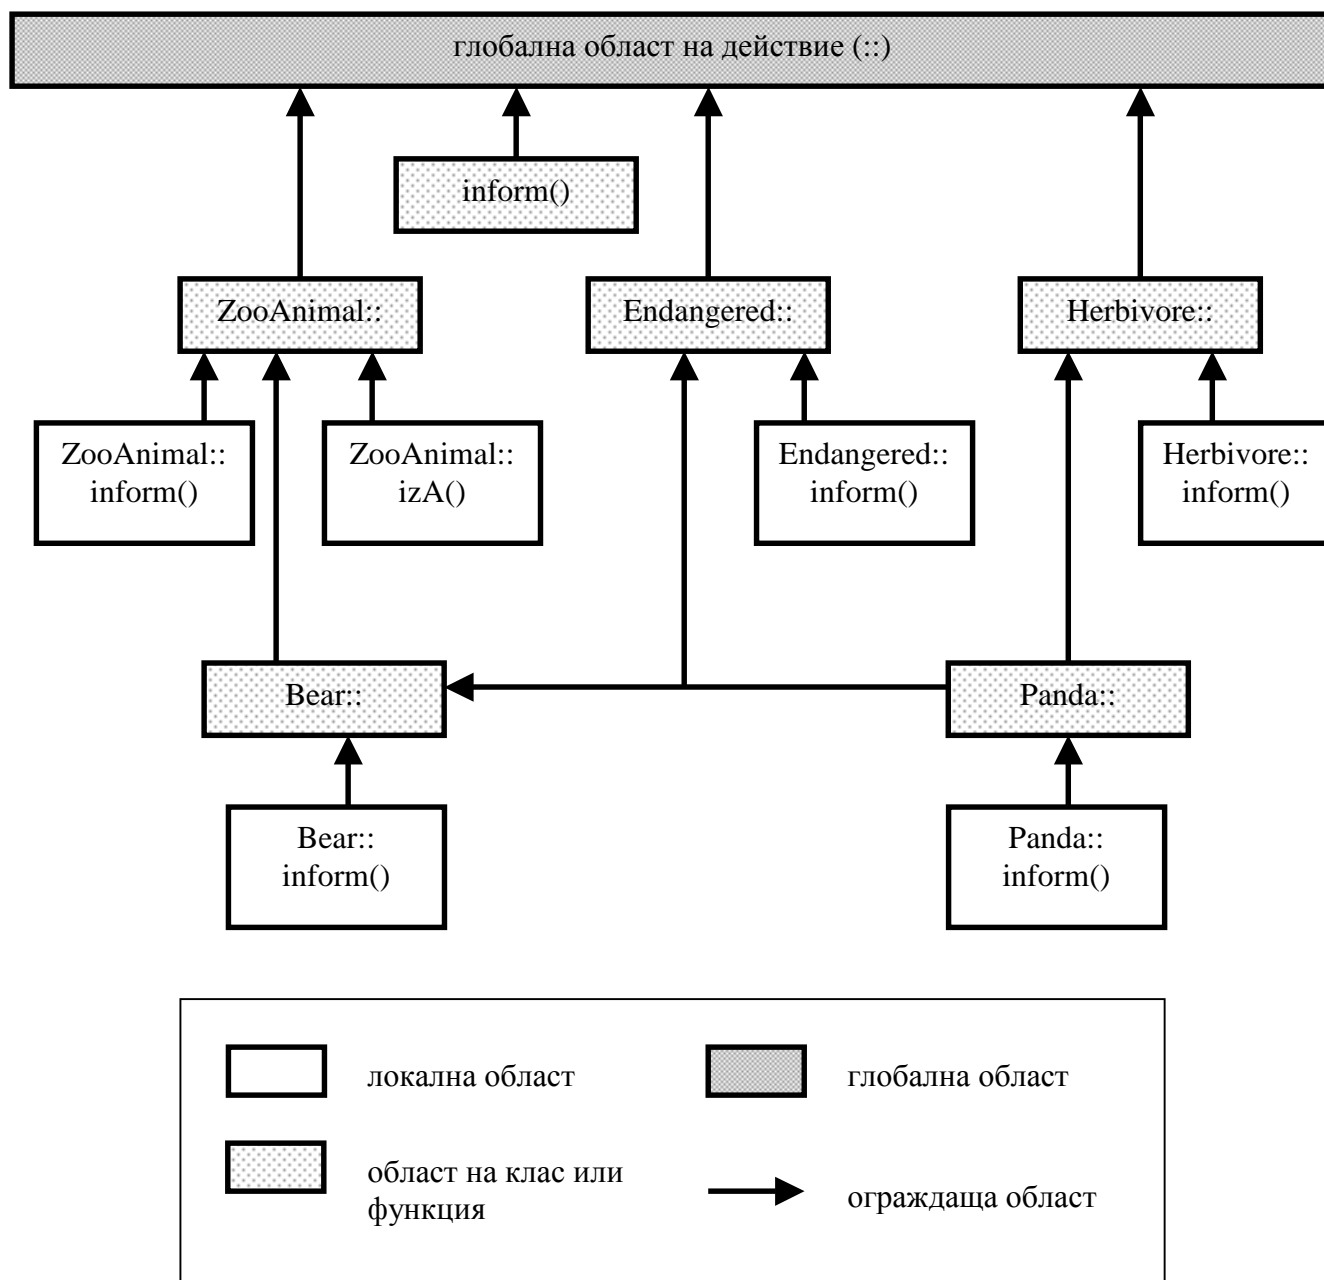 глобална област на действие (::)
inform()
ZooAnimal::
Endangered::
Herbivore::
ZooAnimal::
inform()
ZooAnimal::
izA()
Endangered::
inform()
Herbivore::
inform()
Bear::
Panda::
Bear::
inform()
Panda::
inform()
локална област
глобална област
област на клас или
функция
ограждаща област